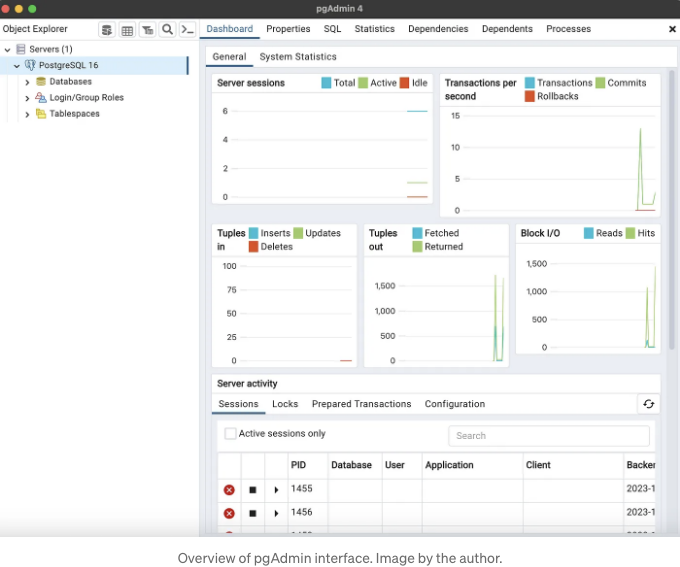 pgAdmin 4
Object Explorer
Dashboard Properties SQL Statistics Dependencies Dependents Processes
Servers (1)
PostgreSQL 16
Databases
Login/Group Roles
Tablespaces
General System Statistics
Server sessions
Total Active Idle
6
4
2
0
Transactions per second
Transactions Commits
Rollbacks
15
10
5
0
Tuples in
Inserts Updates
Deletes
100
75
50
25
0
Tuples out
Fetched
Returned
1,500
1,000
500
0
Block I/O
Reads Hits
1,500
1,000
500
0
Server activity
Sessions Locks Prepared Transactions Configuration
Active sessions only
Search
PID Database User Application Client Backer
1455 2023-1
1456 2023-1
Overview of pgAdmin interface. Image by the author.